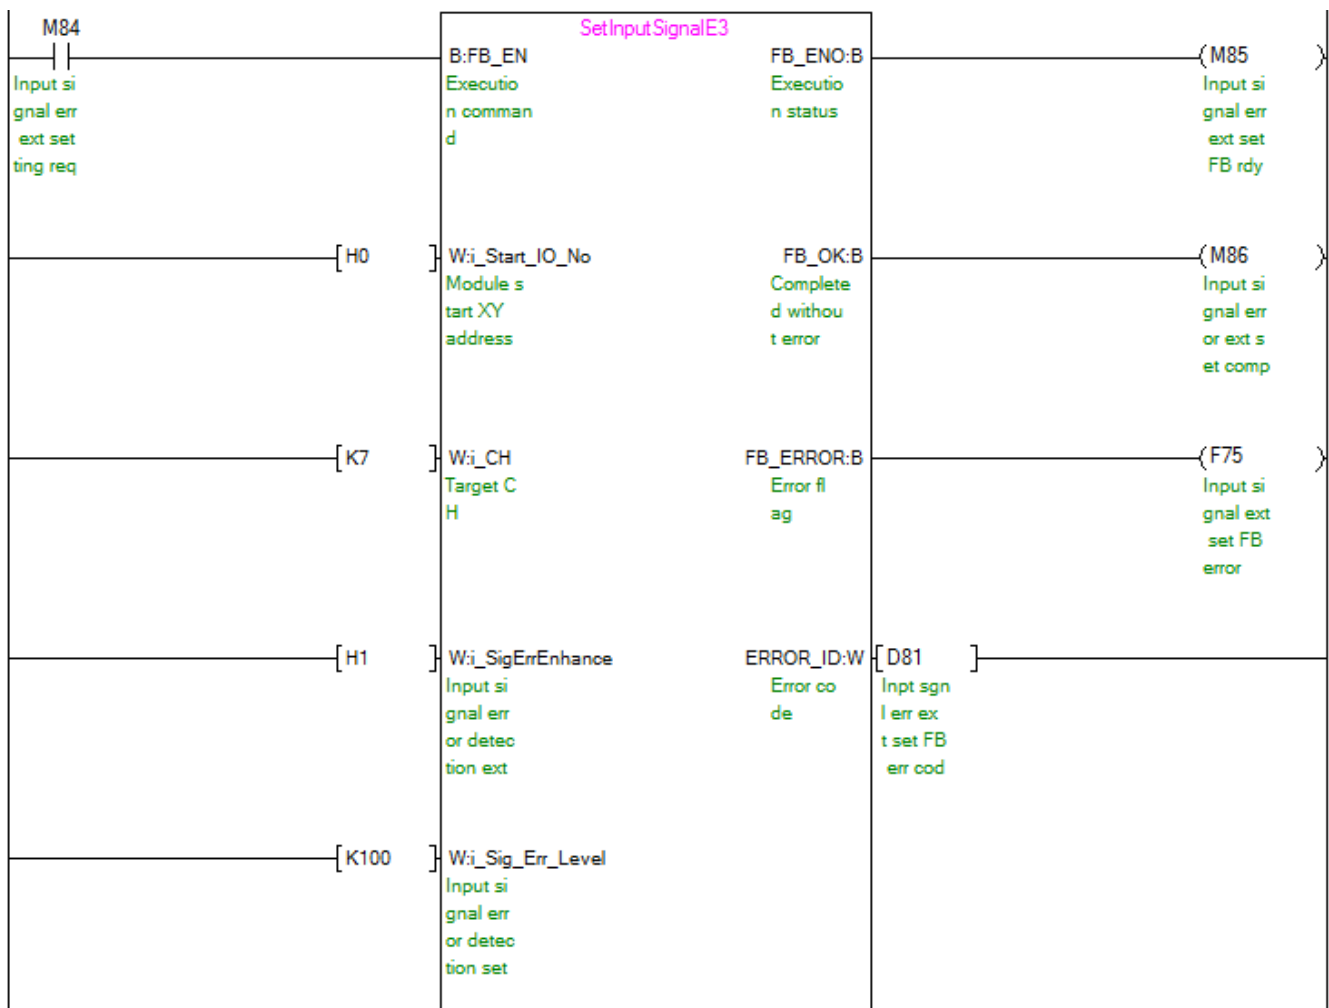 M84
SetInputSignalE3
B:FB_EN
FB_ENO:B
M85
Input si
gnal err
ext set
ting req
Executio
n comman
d
Executio
n status
Input si
gnal err
ext set
FB rdy
H0
W:i_Start_IO_No
FB_OK:B
M86
Module s
tart XY
address
Complete
d withou
t error
Input si
gnal err
or ext s
et comp
K7
W:i_CH
FB_ERROR:B
F75
Target C
H
Error fl
ag
Input si
gnal ext
set FB
error
H1
W:i_SigErrEnhance
ERROR_ID:W
D81
Input si
gnal err
or detec
tion ext
Error co
de
Inpt sgn
l err ex
t set FB
err cod
K100
W:i_Sig_Err_Level
Input si
gnal err
or detec
tion set